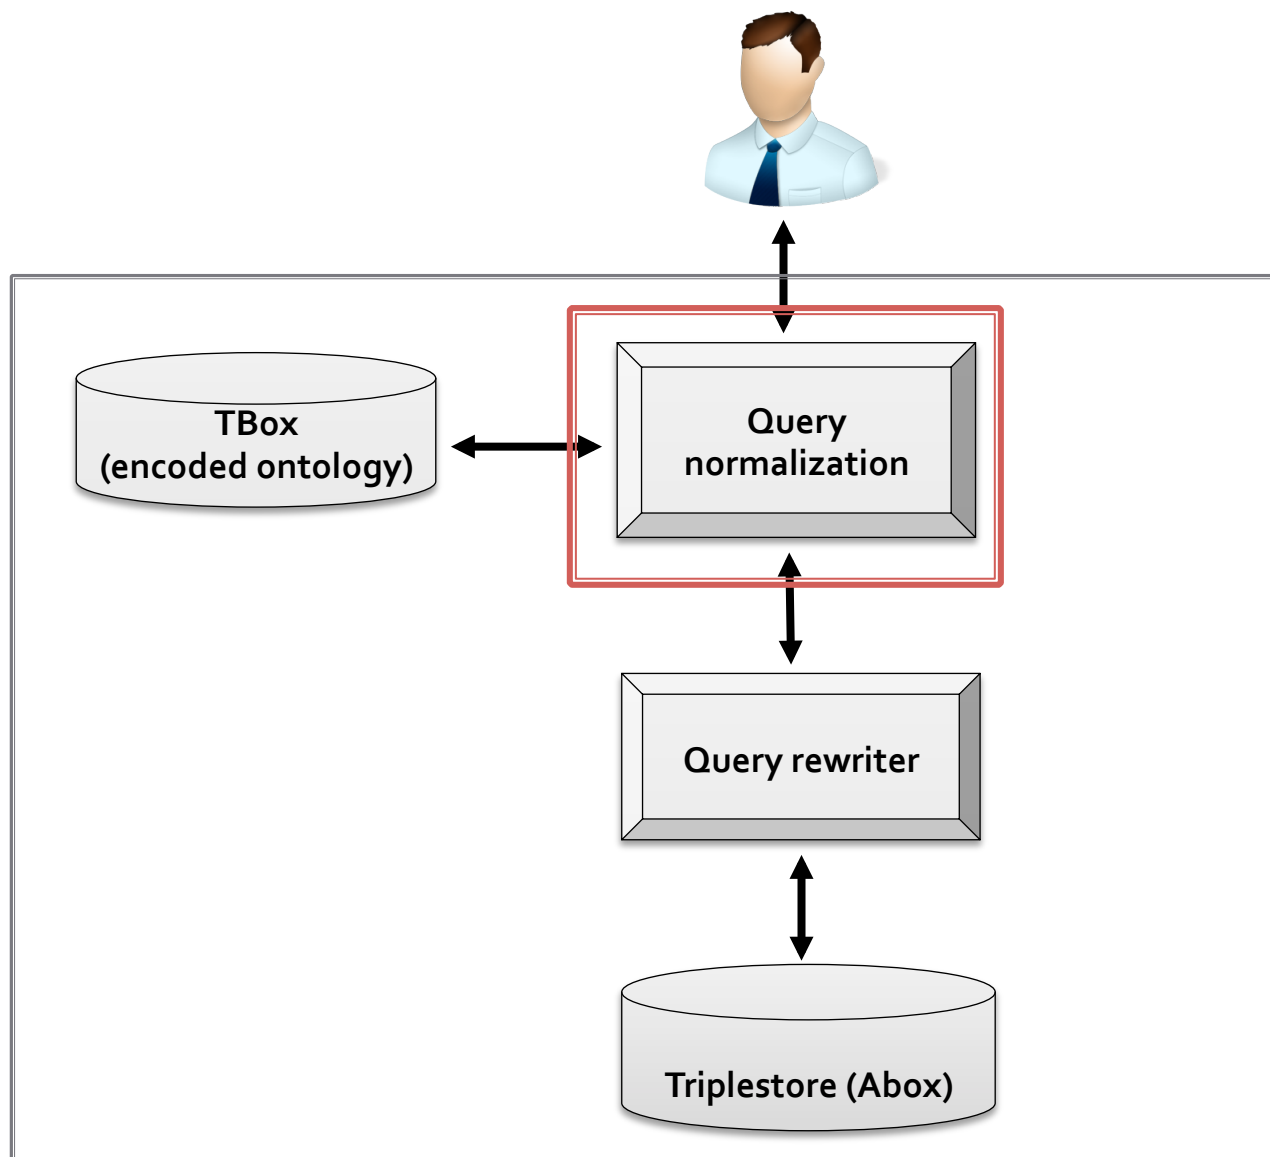 TBox
(encoded ontology)
Query
normalization
Query rewriter
Triplestore (Abox)